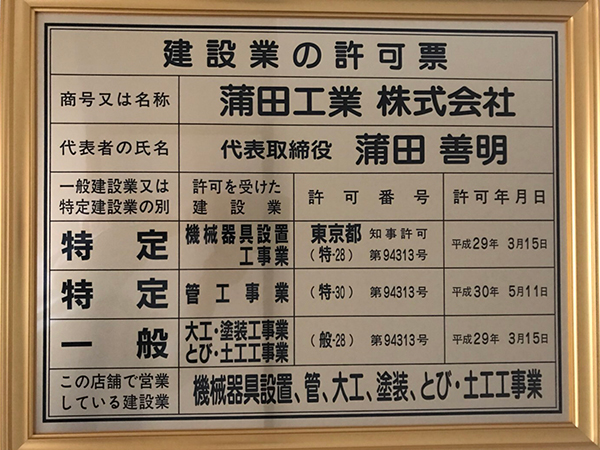 建設業の許可票
商号又は名称 蒲田工業 株式会社
代表者の氏名 代表取締役 蒲田 善明
一般建設業又は
特定建設業の別
許可を受けた
建設業
許可番号 許可年月日
特定
機械器具設置
工事業
東京都 知事許可
(特-28) 第94313号
平成29年 3月15日
特定 管工事業 (特-30) 第94313号 平成30年 5月11日
一般
大工・塗装工事業
とび・土工工事業
(般-28) 第94313号 平成29年 3月15日
この店舗で営業
している建設業
機械器具設置、管、大工、塗装、とび・土工工事業